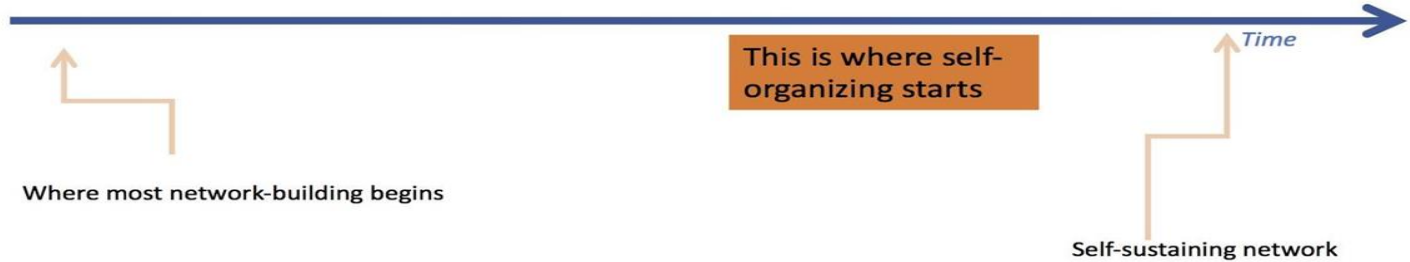 Time
This is where self-
organizing starts
Where most network-building begins
Self-sustaining network